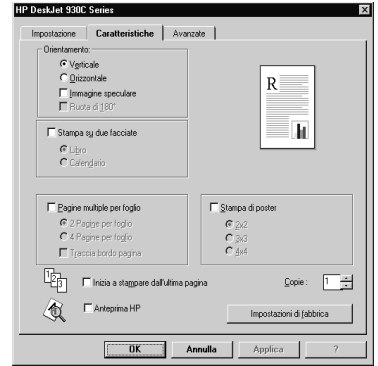 HP DeskJet 930C Series
Impostazione Caratteristiche Avanzate
Orientamento:
Verticale
Orizzontale
Immagine speculare
Ruota di 180°
R
Stampa su due facciate
Libro
Calendario
Pagine multiple per foglio
2 Pagine per foglio
4 Pagine per foglio
Traccia bordo pagina
Stampa di poster
2x2
3x3
4x4
1 2 3
Inizia a stampare dall'ultima pagina
Copie: 1
Anteprima HP
Impostazioni di fabbrica
OK Annulla Applica ?